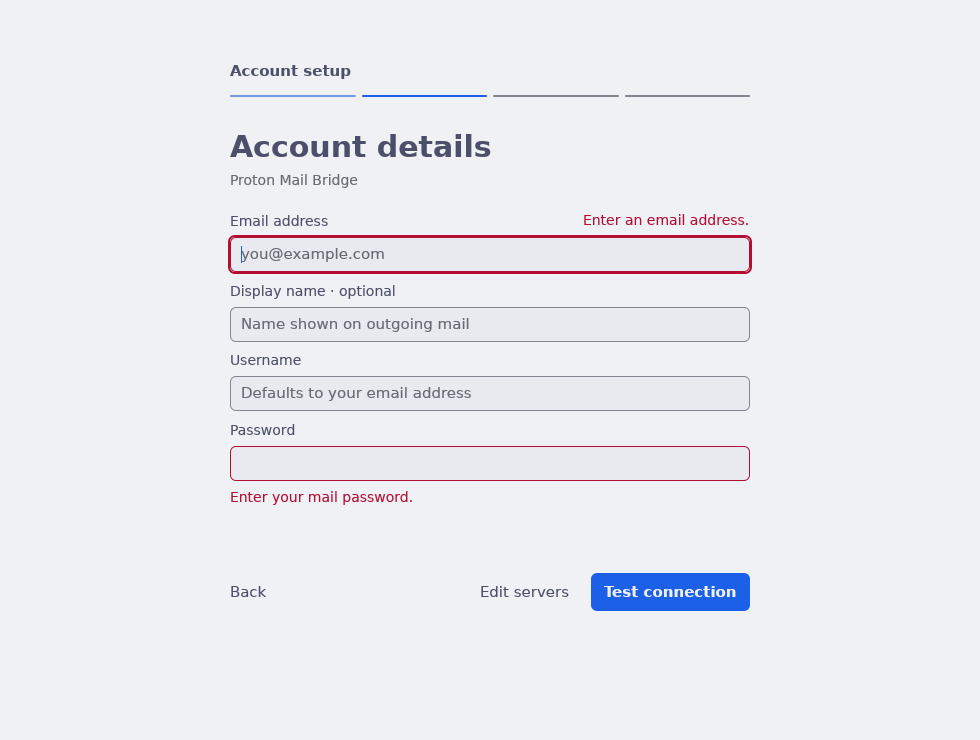 Account setup
Account details
Proton Mail Bridge
Email address
Enter an email address.
you@example.com
Display name · optional
Name shown on outgoing mail
Username
Defaults to your email address
Password
Enter your mail password.
Back
Edit servers
Test connection